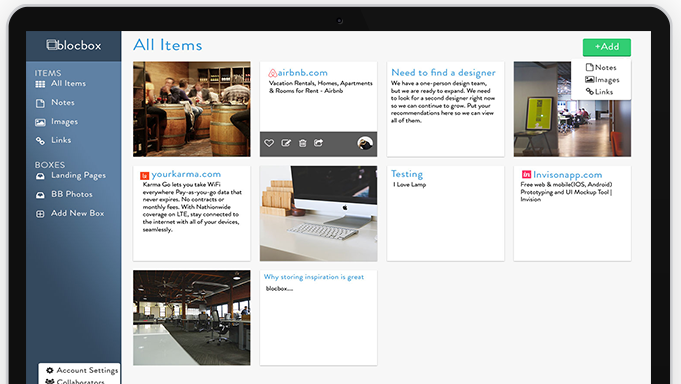 blocbox
ITEMS
All Items
Notes
Images
Links
BOXES
Landing Pages
BB Photos
Add New Box
Account Settings
Collaborators
All Items
+Add
Notes
Images
Links
airbnb.com
Vacation Rentals, Homes, Apartments
& Rooms for Rent - Airbnb
Need to find a designer
We have a one-person design team,
but we are ready to expand. We need
to look for a second designer right now
so we can continue to grow. Put your
recommendations here so we can view
all of them.
yourkarma.com
Karma Go lets you take WiFi
everywhere Pay-as-you-go data that
never expires. No contracts or
monthly fees. With Nationwide
coverage on LTE, stay connected to
the internet with all of your devices,
seamlessly.
Testing
I Love Lamp
in
Invisonapp.com
Free web & mobile(IOS, Android)
Prototyping and UI Mockup Tool |
Invision
Why storing inspiration is great
blocbox....